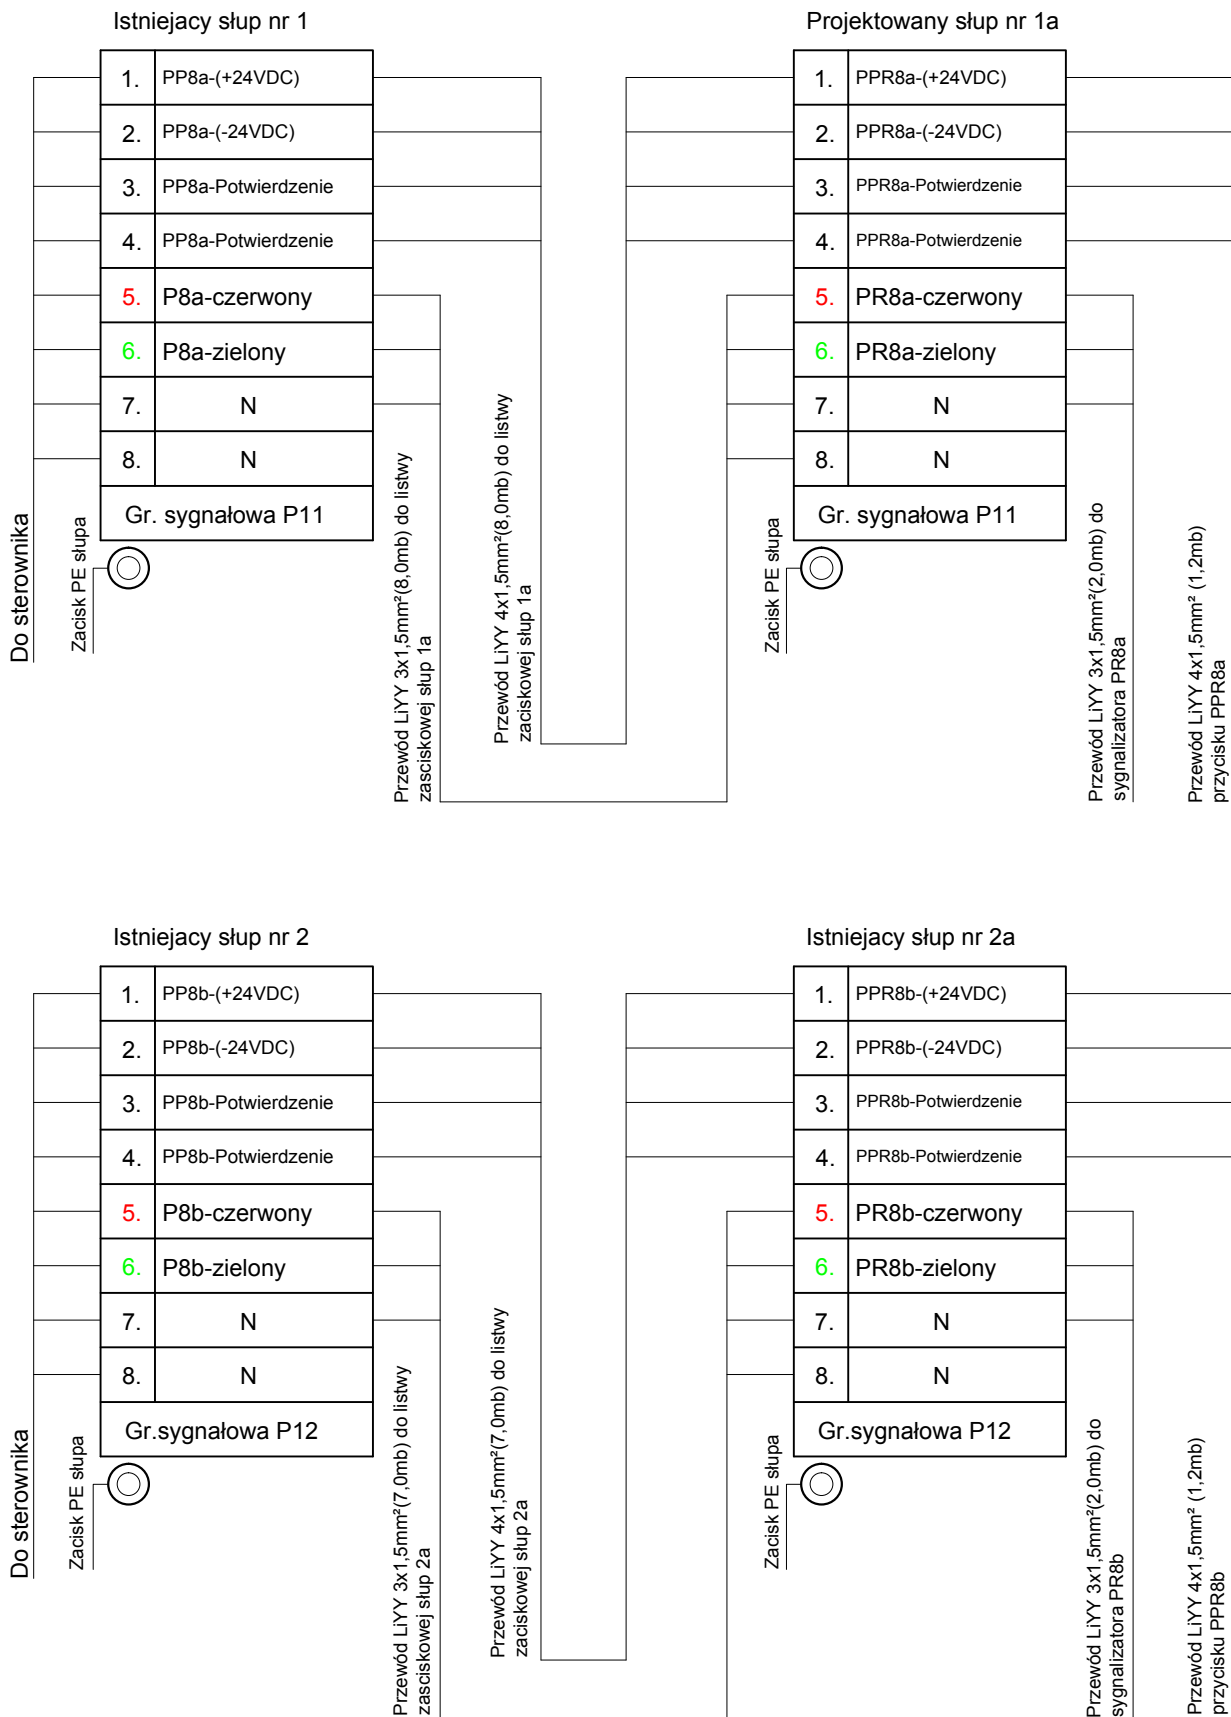 Istniejacy słup nr 1
1. PP8a-(+24VDC)
2. PP8a-(-24VDC)
3. PP8a-Potwierdzenie
4. PP8a-Potwierdzenie
5. P8a-czerwony
6. P8a-zielony
7. N
8. N
Gr. sygnałowa P11
Do sterownika
Zacisk PE słupa
Przewód LiYY 3x1,5mm²(8,0mb) do listwy
zasciskowej słup 1a
Przewód LiYY 4x1,5mm²(8,0mb) do listwy
zaciskowej słup 1a
Projektowany słup nr 1a
1. PPR8a-(+24VDC)
2. PPR8a-(-24VDC)
3. PPR8a-Potwierdzenie
4. PPR8a-Potwierdzenie
5. PR8a-czerwony
6. PR8a-zielony
7. N
8. N
Gr. sygnałowa P11
Zacisk PE słupa
Przewód LiYY 3x1,5mm²(2,0mb) do
sygnalizatora PR8a
Przewód LiYY 4x1,5mm² (1,2mb)
przycisku PPR8a
Istniejacy słup nr 2
1. PP8b-(+24VDC)
2. PP8b-(-24VDC)
3. PP8b-Potwierdzenie
4. PP8b-Potwierdzenie
5. P8b-czerwony
6. P8b-zielony
7. N
8. N
Gr.sygnałowa P12
Do sterownika
Zacisk PE słupa
Przewód LiYY 3x1,5mm²(7,0mb) do listwy
zasciskowej słup 2a
Przewód LiYY 4x1,5mm²(7,0mb) do listwy
zaciskowej słup 2a
Istniejacy słup nr 2a
1. PPR8b-(+24VDC)
2. PPR8b-(-24VDC)
3. PPR8b-Potwierdzenie
4. PPR8b-Potwierdzenie
5. PR8b-czerwony
6. PR8b-zielony
7. N
8. N
Gr.sygnałowa P12
Zacisk PE słupa
Przewód LiYY 3x1,5mm²(2,0mb) do
sygnalizatora PR8b
Przewód LiYY 4x1,5mm² (1,2mb)
przycisku PPR8b